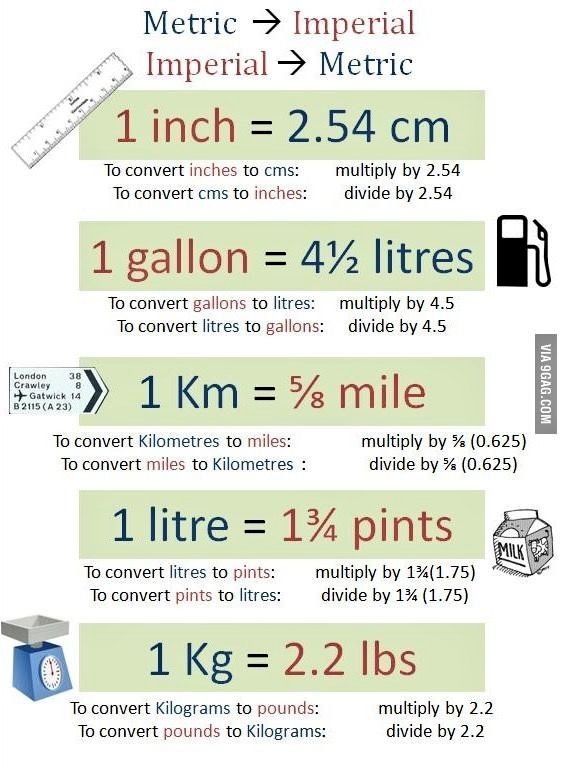 Metric → Imperial
Imperial → Metric
1 inch = 2.54 cm
To convert inches to cms: multiply by 2.54
To convert cms to inches: divide by 2.54
1 gallon = 4½ litres
To convert gallons to litres: multiply by 4.5
To convert litres to gallons: divide by 4.5
London 38
Crawley 8
Gatwick 14
B 2115 (A 23)
1 Km = ⅝ mile
To convert Kilometres to miles: multiply by ⅝ (0.625)
To convert miles to Kilometres : divide by ⅝ (0.625)
1 litre = 1¾ pints
MILK
To convert litres to pints: multiply by 1¾(1.75)
To convert pints to litres: divide by 1¾ (1.75)
1 Kg = 2.2 lbs
To convert Kilograms to pounds: multiply by 2.2
To convert pounds to Kilograms: divide by 2.2
VIA 9GAG.COM